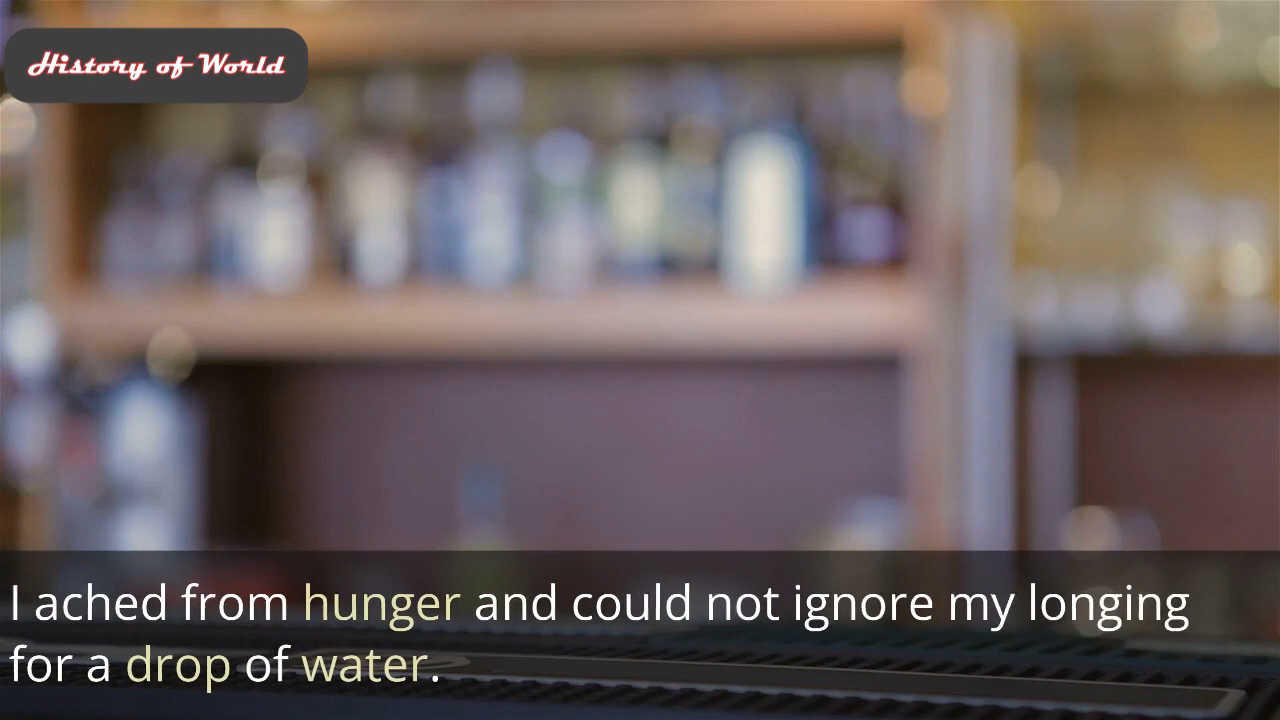 History of World
I ached from hunger and could not ignore my longing
for a drop of water.